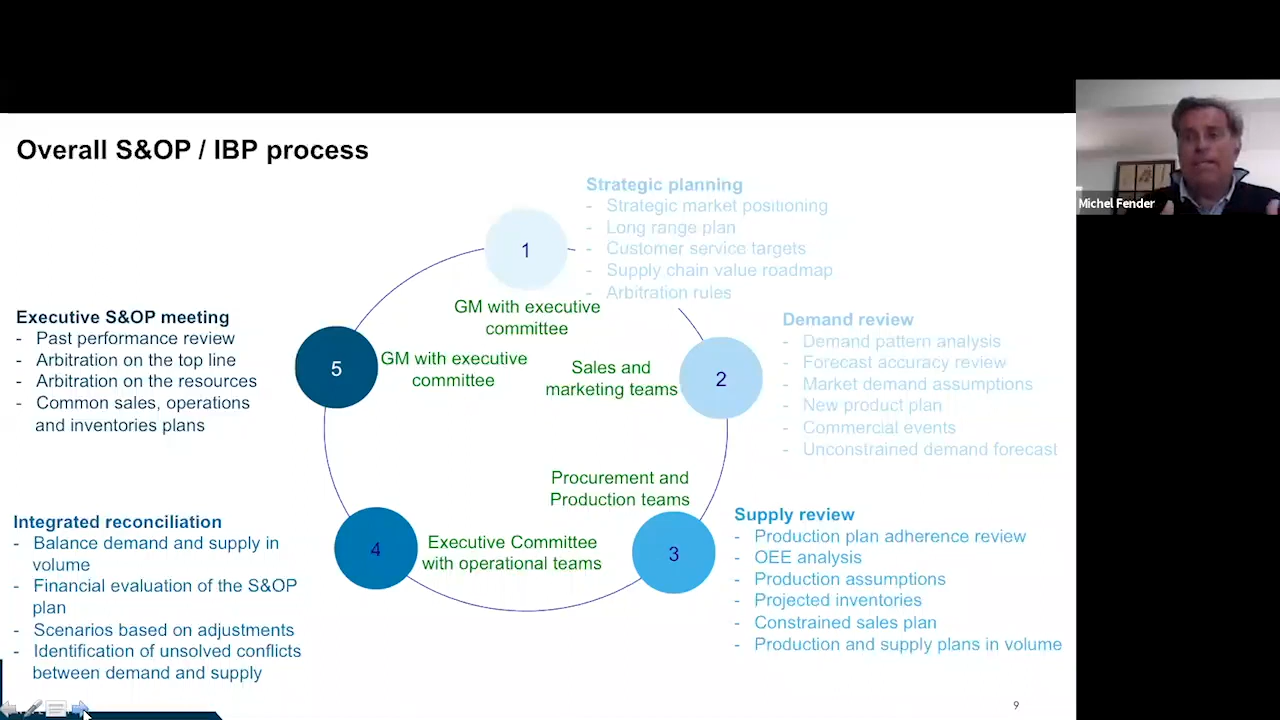 Overall S&OP / IBP process
Strategic planning
- Strategic market positioning
- Long range plan
- Customer service targets
- Supply chain value roadmap
- Arbitration rules
1
GM with executive
committee
Demand review
- Demand pattern analysis
- Forecast accuracy review
- Market demand assumptions
- New product plan
- Commercial events
- Unconstrained demand forecast
2
Sales and
marketing teams
Supply review
- Production plan adherence review
- OEE analysis
- Production assumptions
- Projected inventories
- Constrained sales plan
- Production and supply plans in volume
3
Procurement and
Production teams
Integrated reconciliation
- Balance demand and supply in
volume
- Financial evaluation of the S&OP
plan
- Scenarios based on adjustments
- Identification of unsolved conflicts
between demand and supply
4
Executive Committee
with operational teams
Executive S&OP meeting
- Past performance review
- Arbitration on the top line
- Arbitration on the resources
- Common sales, operations
and inventories plans
5
GM with executive
committee
9
Michel Fender